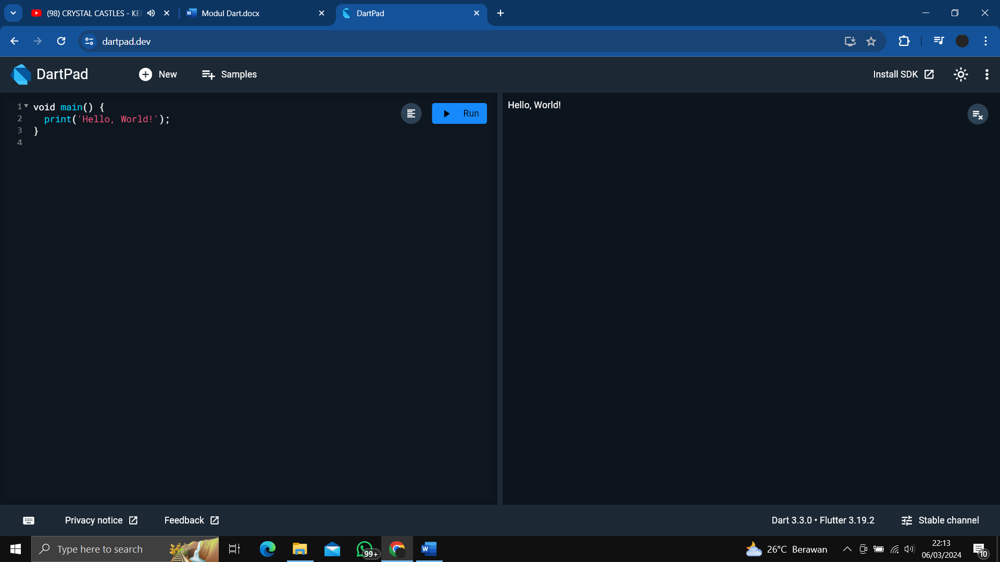 (98) CRYSTAL CASTLES - KE
Modul Dart.docx
DartPad
dartpad.dev
DartPad
New
Samples
Install SDK
1 void main() {
2 print('Hello, World!');
3 }
4
Run
Hello, World!
Privacy notice
Feedback
Dart 3.3.0 • Flutter 3.19.2
Stable channel
Type here to search
99+
26°C Berawan
22:13
06/03/2024
10